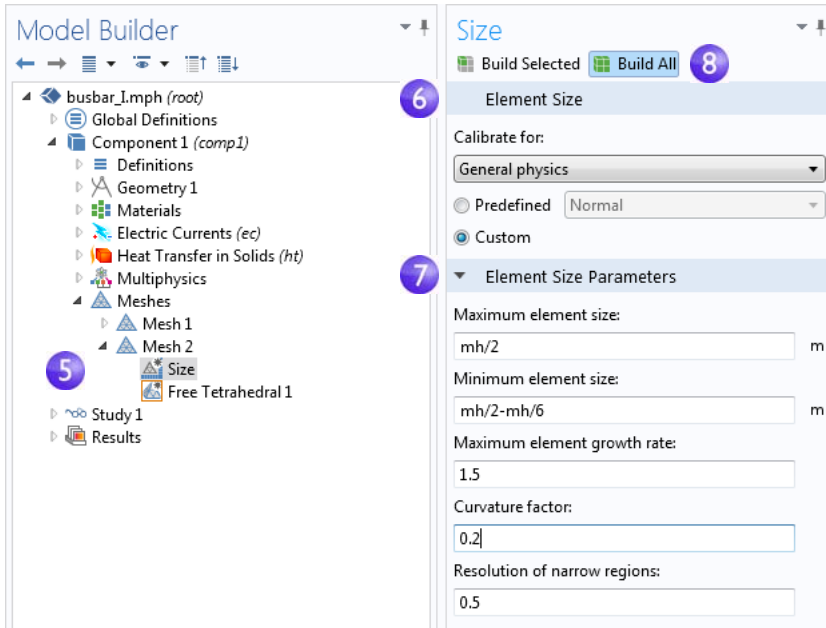 Model Builder
busbar_I.mph (root)
Global Definitions
Component 1 (comp1)
Definitions
Geometry 1
Materials
Electric Currents (ec)
Heat Transfer in Solids (ht)
Multiphysics
Meshes
Mesh 1
Mesh 2
5 Size
Free Tetrahedral 1
Study 1
Results
Size
Build Selected Build All 8
6 Element Size
Calibrate for:
General physics
Predefined Normal
Custom
7 Element Size Parameters
Maximum element size:
mh/2 m
Minimum element size:
mh/2-mh/6 m
Maximum element growth rate:
1.5
Curvature factor:
0.2
Resolution of narrow regions:
0.5